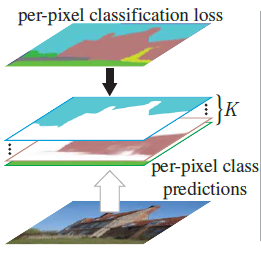 per-pixel classification loss
K
per-pixel class
predictions